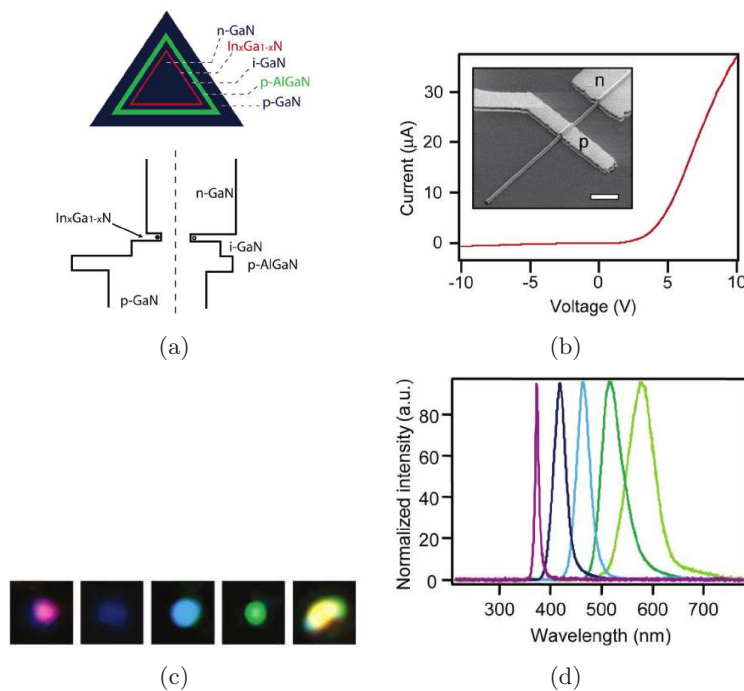 n-GaN
InxGa1-xN
i-GaN
p-AlGaN
p-GaN
n-GaN
InxGa1-xN
i-GaN
p-AlGaN
p-GaN
(a)
Current (μA)
30
20
10
0
n
p
-10
-5
0
5
10
Voltage (V)
(b)
(c)
Normalized intensity (a.u.)
80
60
40
20
0
300
400
500
600
700
Wavelength (nm)
(d)